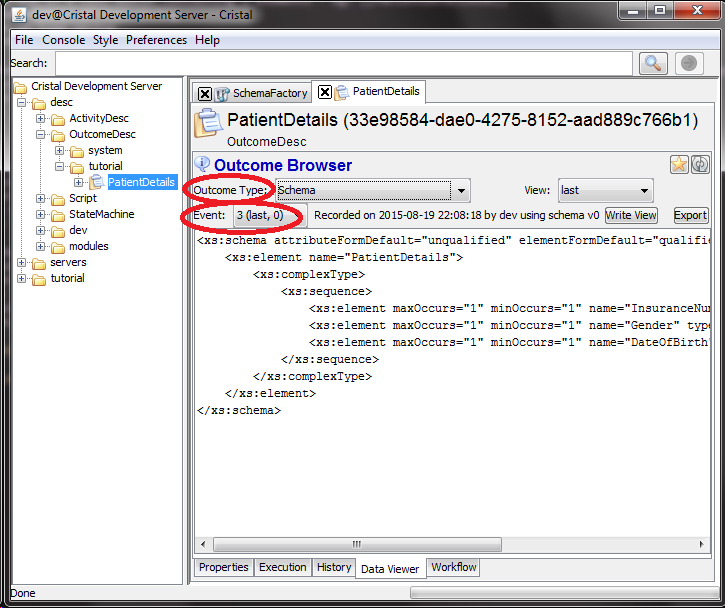 dev@Cristal Development Server - Cristal
File Console Style Preferences Help
Search:
Cristal Development Server
desc
ActivityDesc
OutcomeDesc
system
tutorial
PatientDetails
Script
StateMachine
dev
modules
servers
tutorial
SchemaFactory PatientDetails
PatientDetails (33e98584-dae0-4275-8152-aad889c766b1)
OutcomeDesc
Outcome Browser
Outcome Type: Schema View: last
Event: 3 (last, 0) Recorded on 2015-08-19 22:08:18 by dev using schema v0 Write View Export
<xs:schema attributeFormDefault="unqualified" elementFormDefault="qualifie
<xs:element name="PatientDetails">
<xs:complexType>
<xs:sequence>
<xs:element maxOccurs="1" minOccurs="1" name="InsuranceNu
<xs:element maxOccurs="1" minOccurs="1" name="Gender" typ
<xs:element maxOccurs="1" minOccurs="1" name="DateOfBirth"
</xs:sequence>
</xs:complexType>
</xs:element>
</xs:schema>
Properties Execution History Data Viewer Workflow
Done